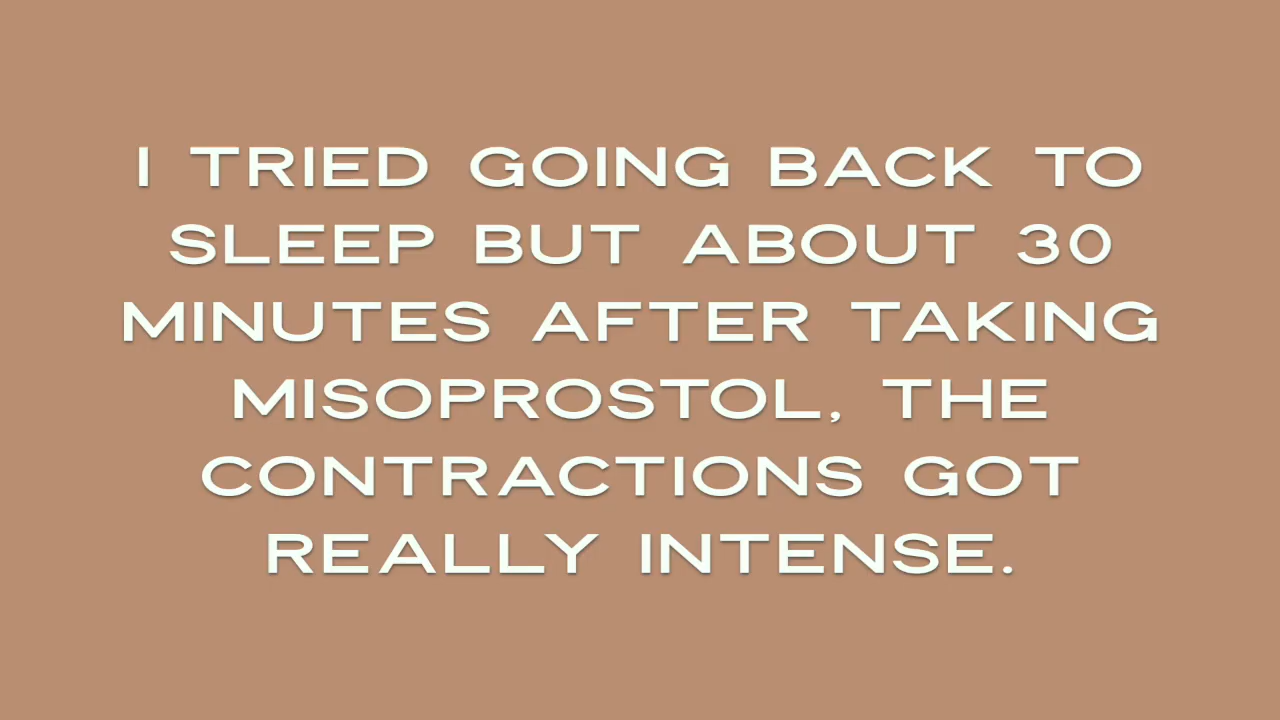 I TRIED GOING BACK TO
SLEEP BUT ABOUT 30
MINUTES AFTER TAKING
MISOPROSTOL, THE
CONTRACTIONS GOT
REALLY INTENSE.